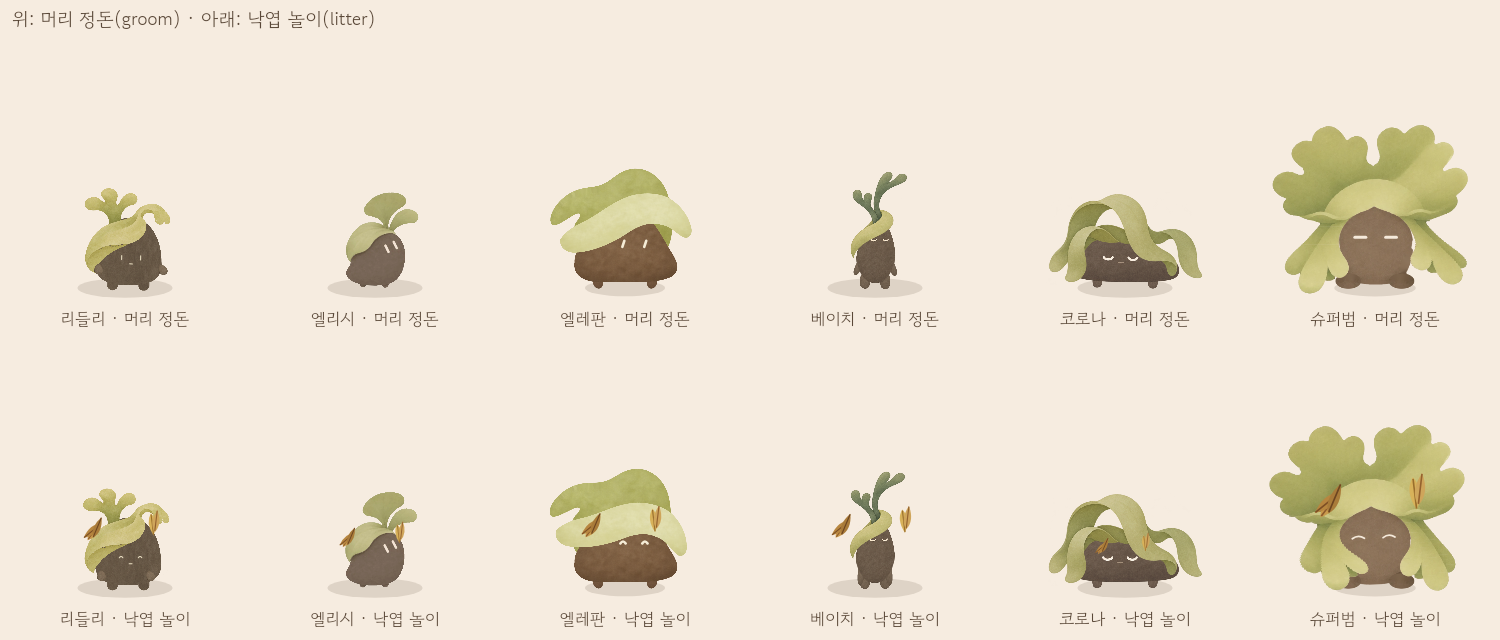 위: 머리 정돈(groom) · 아래: 낙엽 놀이(litter)
리들리 · 머리 정돈
엘리시 · 머리 정돈
엘레판 · 머리 정돈
베이치 · 머리 정돈
코로나 · 머리 정돈
슈퍼범 · 머리 정돈
리들리 · 낙엽 놀이
엘리시 · 낙엽 놀이
엘레판 · 낙엽 놀이
베이치 · 낙엽 놀이
코로나 · 낙엽 놀이
슈퍼범 · 낙엽 놀이